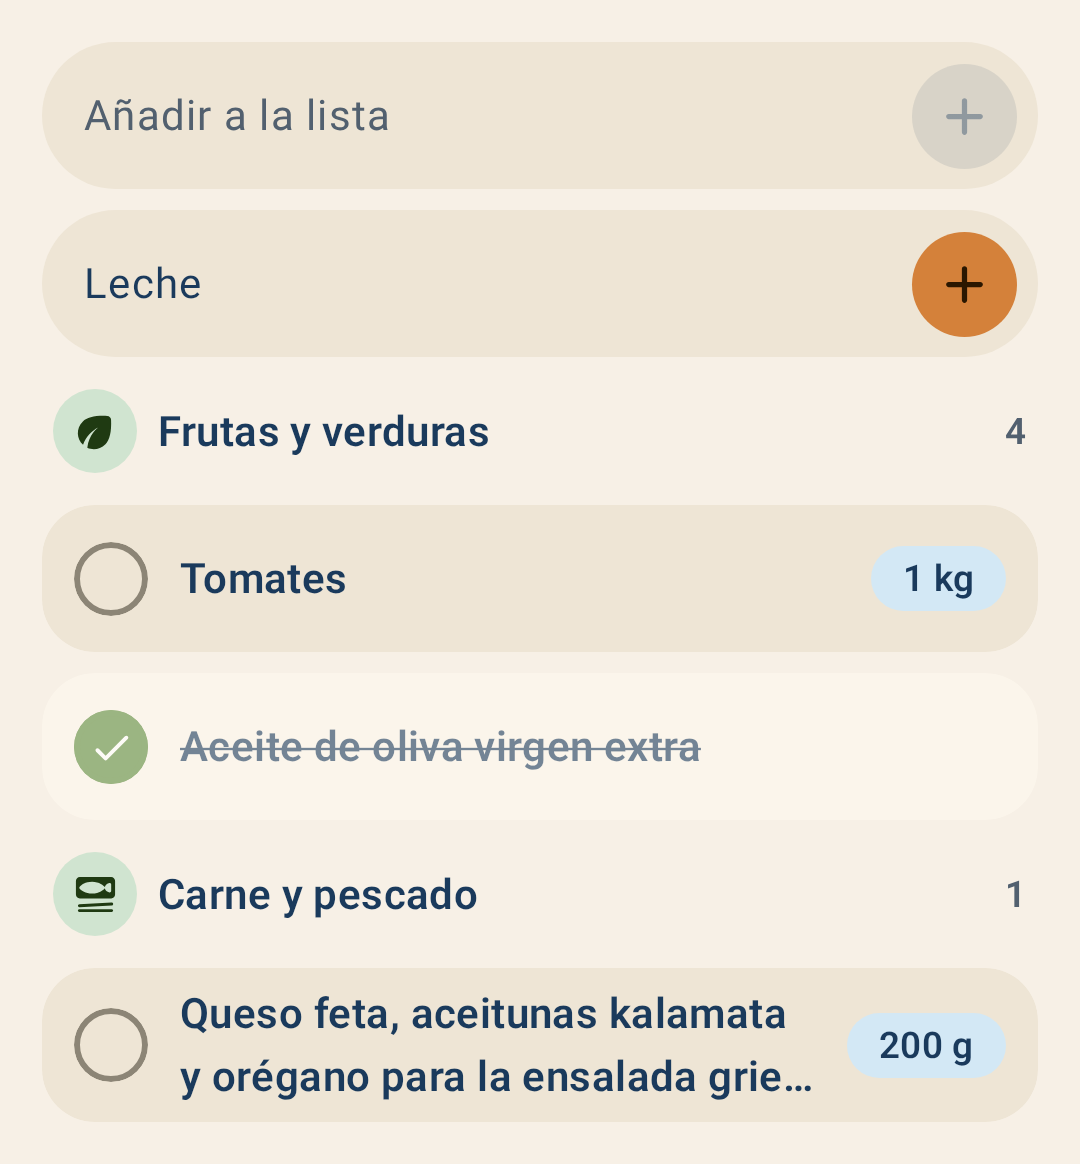 Añadir a la lista
Leche
Frutas y verduras 4
Tomates 1 kg
Aceite de oliva virgen extra
Carne y pescado 1
Queso feta, aceitunas kalamata
y orégano para la ensalada grie…
200 g